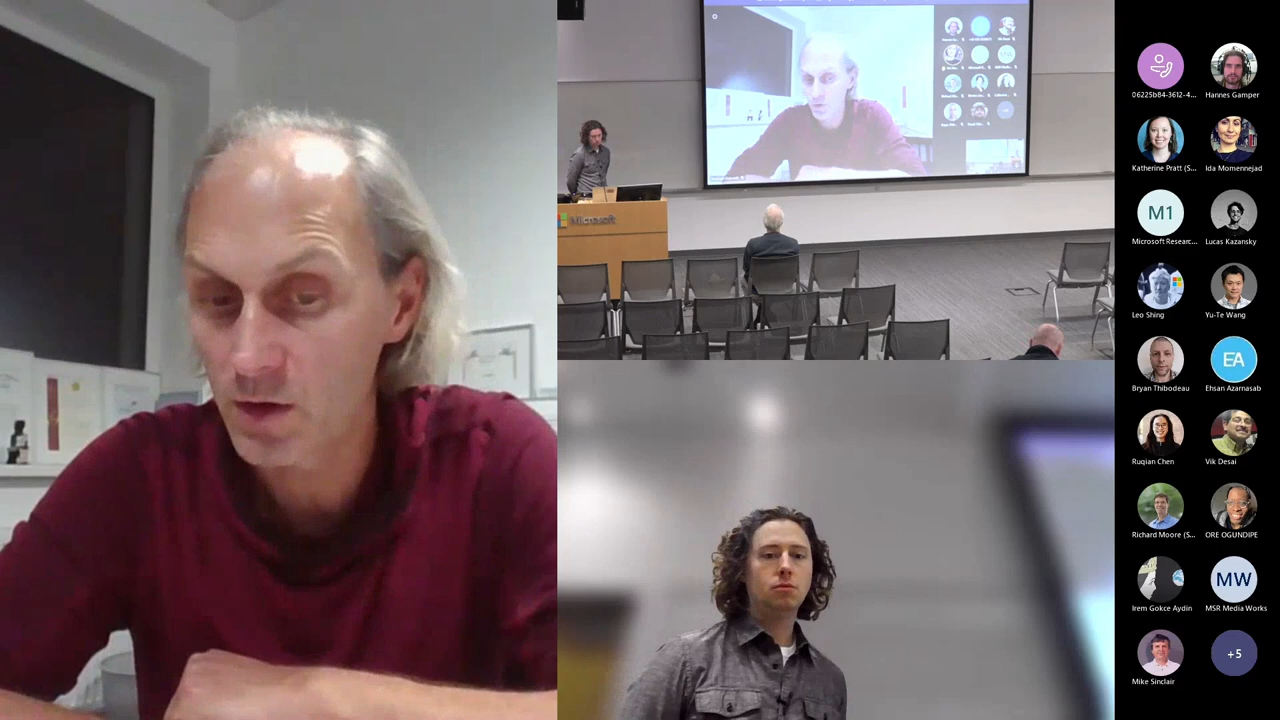 Microsoft
06225b84-3612-4...
Hannes Gamper
Katherine Pratt (S...
Ida Momennejad
M1
Microsoft Researc...
Lucas Kazansky
Leo Shing
Yu-Te Wang
Bryan Thibodeau
EA
Ehsan Azarnasab
Ruqian Chen
Vik Desai
Richard Moore (S...
ORE OGUNDIPE
Irem Gokce Aydin
MW
MSR Media Works
Mike Sinclair
+5